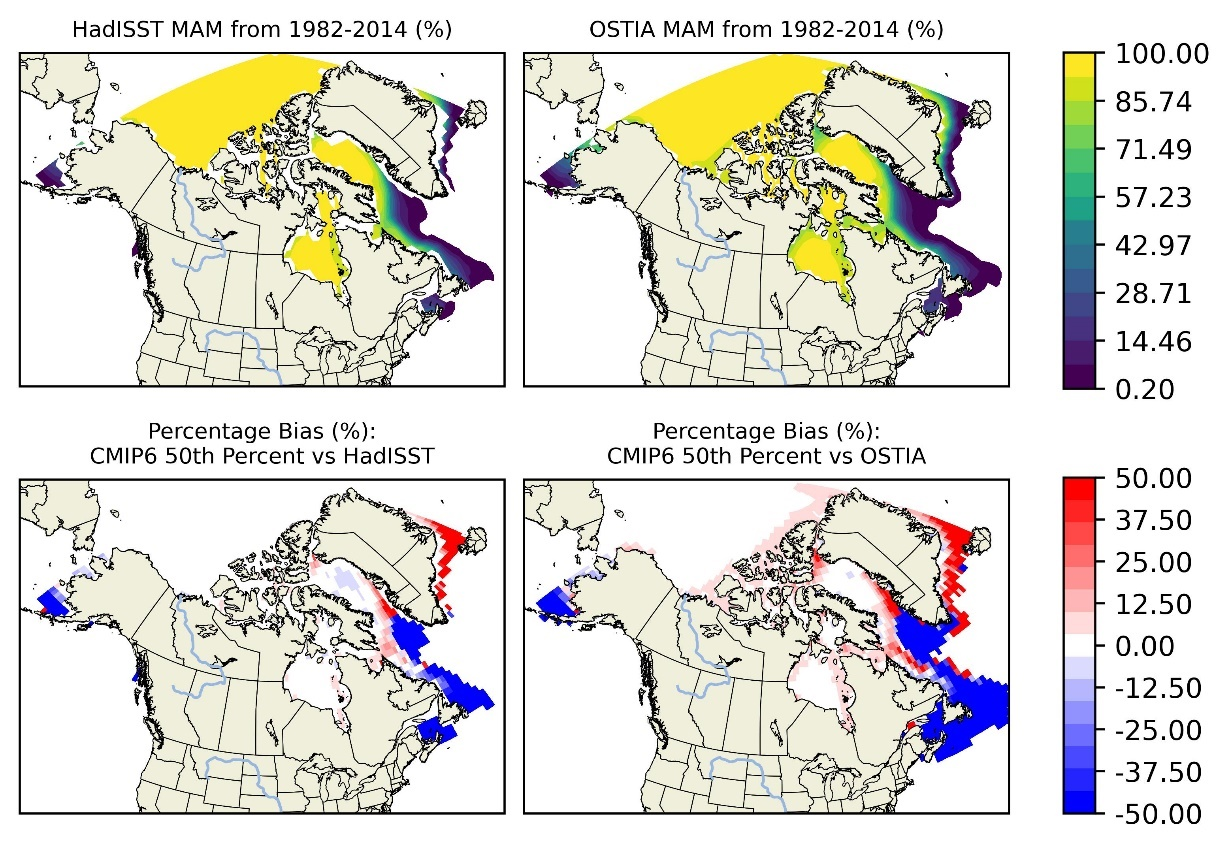 HadISST MAM from 1982-2014 (%)
OSTIA MAM from 1982-2014 (%)
100.00
85.74
71.49
57.23
42.97
28.71
14.46
0.20
Percentage Bias (%):
CMIP6 50th Percent vs HadISST
Percentage Bias (%):
CMIP6 50th Percent vs OSTIA
50.00
37.50
25.00
12.50
0.00
-12.50
-25.00
-37.50
-50.00